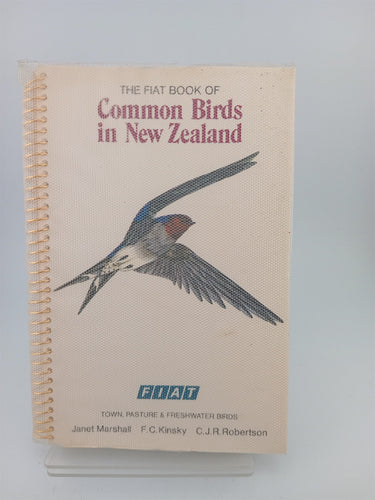 THE FIAT BOOK OF
Common Birds
in New Zealand
FIAT
TOWN, PASTURE & FRESHWATER BIRDS
Janet Marshall F.C.Kinsky C.J.R.Robertson